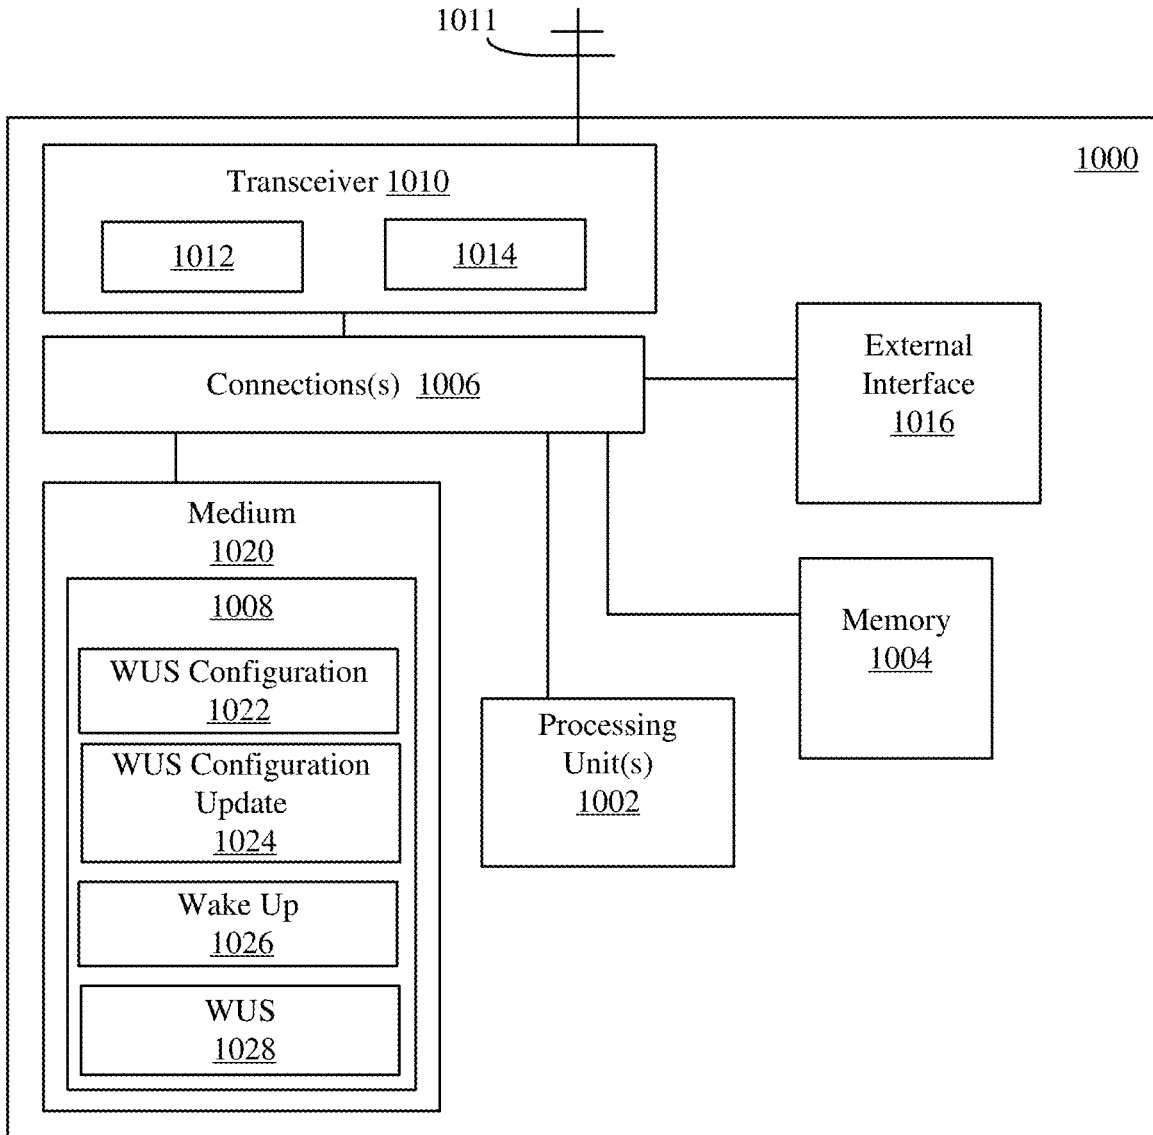 1011
1000
Transceiver 1010
1012
1014
Connections(s) 1006
External
Interface
1016
Medium
1020
1008
WUS Configuration
1022
WUS Configuration
Update
1024
Wake Up
1026
WUS
1028
Processing
Unit(s)
1002
Memory
1004